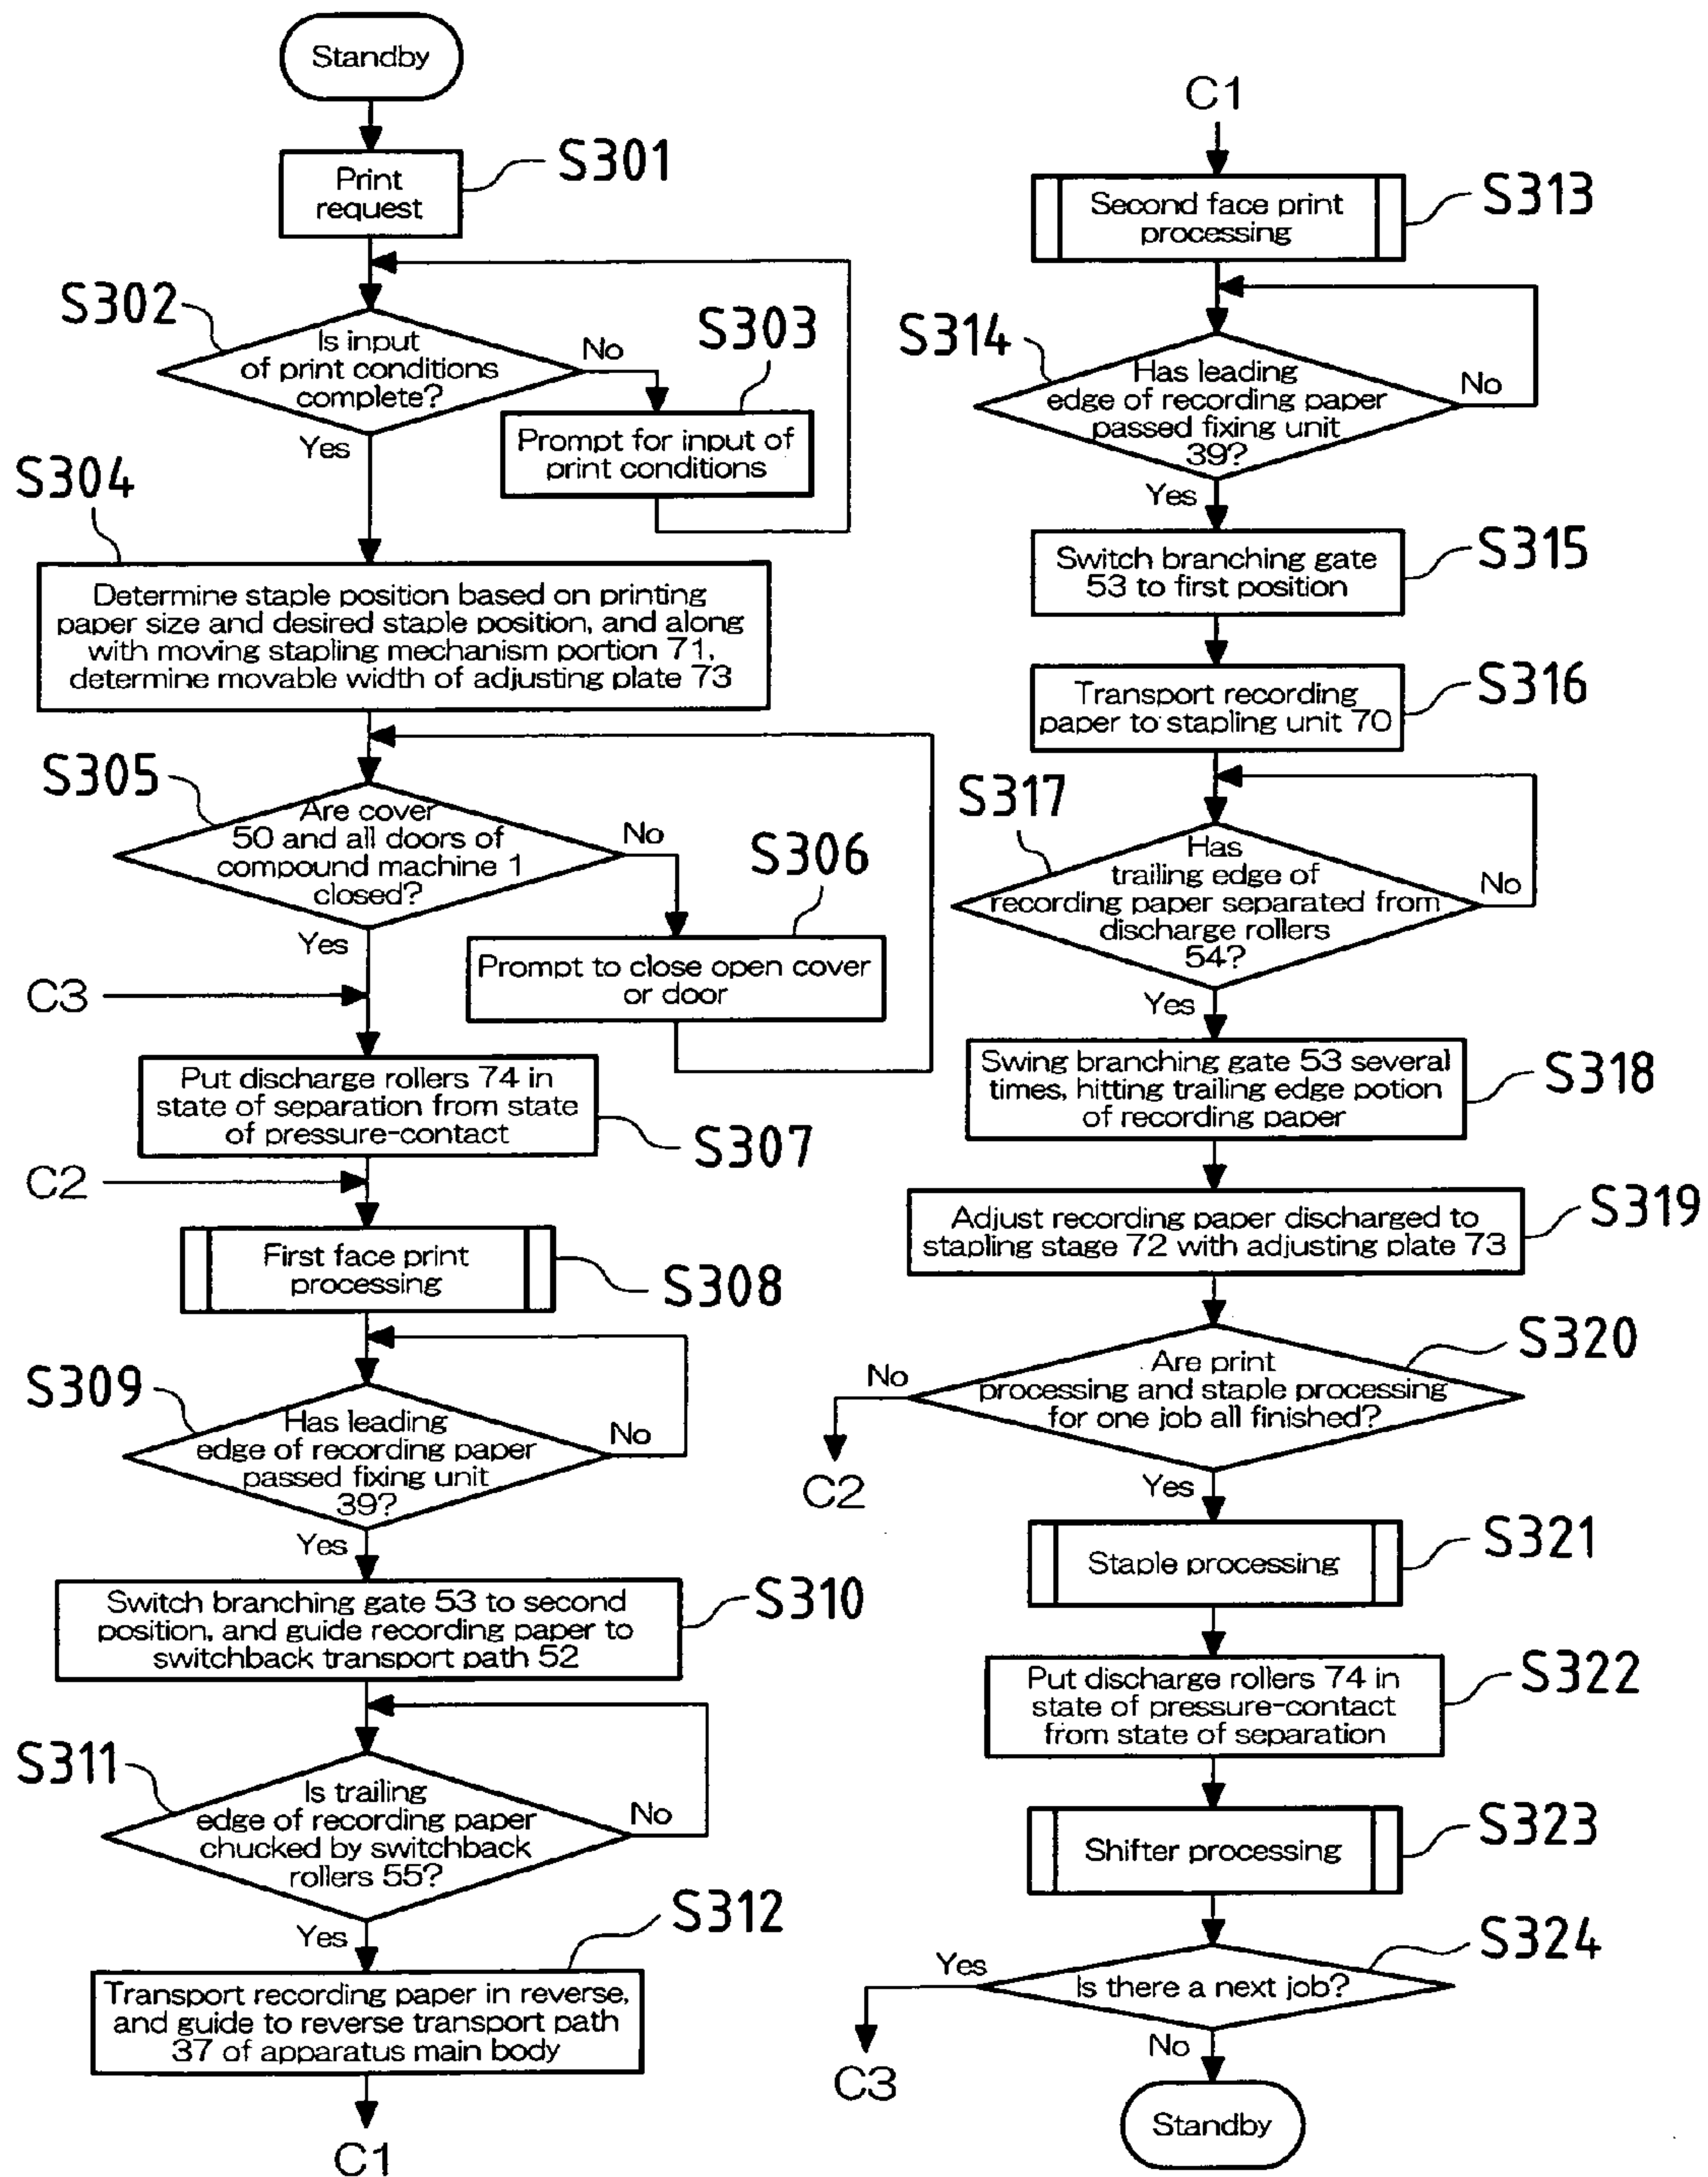 Standby
Print
request
S301
Is input
of print conditions
complete?
S302
No
Yes
S303
Prompt for input of
print conditions
S304
Determine staple position based on printing
paper size and desired staple position, and along
with moving stapling mechanism portion 71,
determine movable width of adjusting plate 73
S305
Are cover
50 and all doors of
compound machine 1
closed?
No
Yes
S306
Prompt to close open cover
or door
C3
Put discharge rollers 74 in
state of separation from state
of pressure-contact
S307
C2
First face print
processing
S308
S309
Has leading
edge of recording paper
passed fixing unit
39?
No
Yes
Switch branching gate 53 to second
position, and guide recording paper to
switchback transport path 52
S310
S311
Is trailing
edge of recording paper
chucked by switchback
rollers 55?
No
Yes
S312
Transport recording paper in reverse,
and guide to reverse transport path
37 of apparatus main body
C1
C1
Second face print
processing
S313
S314
Has leading
edge of recording paper
passed fixing unit
39?
No
Yes
Switch branching gate
53 to first position
S315
Transport recording
paper to stapling unit 70
S316
S317
Has
trailing edge of
recording paper separated from
discharge rollers
54?
No
Yes
Swing branching gate 53 several
times, hitting trailing edge potion
of recording paper
S318
Adjust recording paper discharged to
stapling stage 72 with adjusting plate 73
S319
S320
Are print
processing and staple processing
for one job all finished?
No
C2
Yes
Staple processing
S321
Put discharge rollers 74 in
state of pressure-contact
from state of separation
S322
Shifter processing
S323
S324
Is there a next job?
Yes
C3
No
Standby